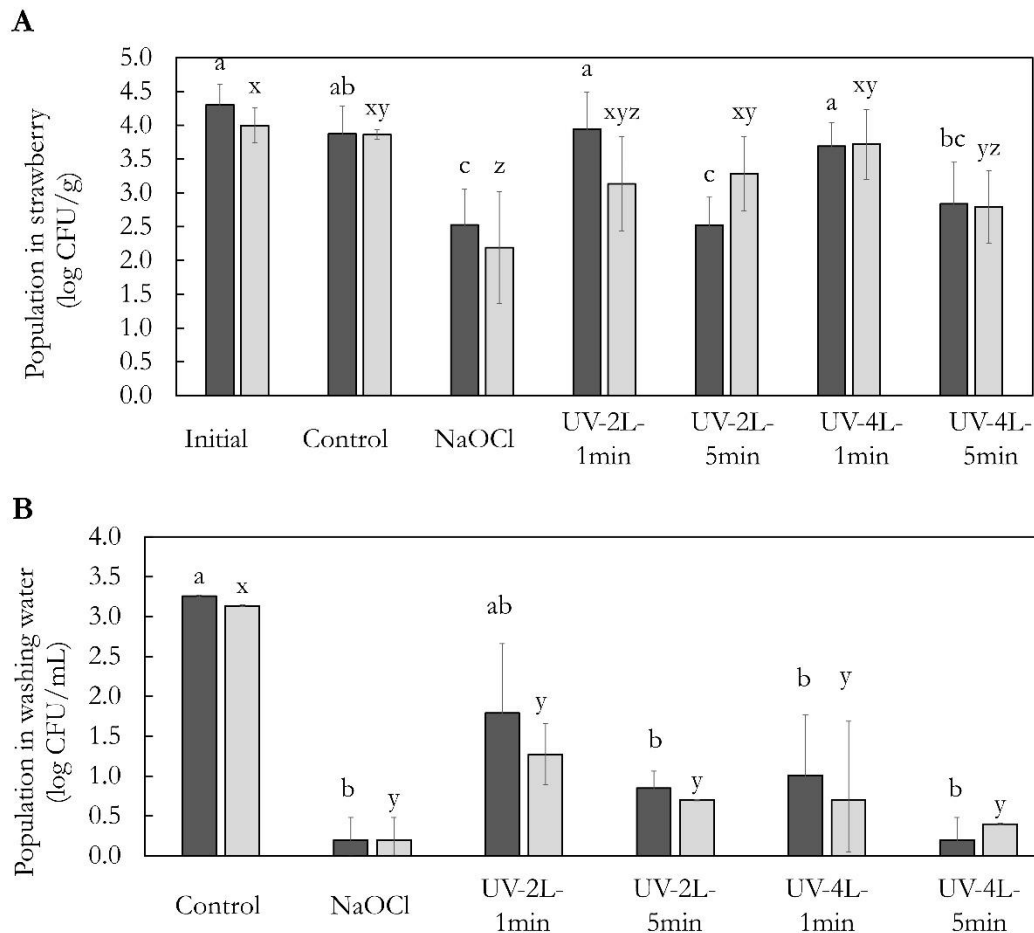 A
Population in strawberry
(log CFU/g)
5.0
4.5
4.0
3.5
3.0
2.5
2.0
1.5
1.0
0.5
0.0
a
x
ab
xy
c
z
a
xyz
c
xy
a
xy
bc
yz
Initial
Control
NaOCl
UV-2L-
1min
UV-2L-
5min
UV-4L-
1min
UV-4L-
5min
B
Population in washing water
(log CFU/mL)
4.0
3.5
3.0
2.5
2.0
1.5
1.0
0.5
0.0
a
x
b
y
ab
y
b
y
b
y
b
y
Control
NaOCl
UV-2L-
1min
UV-2L-
5min
UV-4L-
1min
UV-4L-
5min